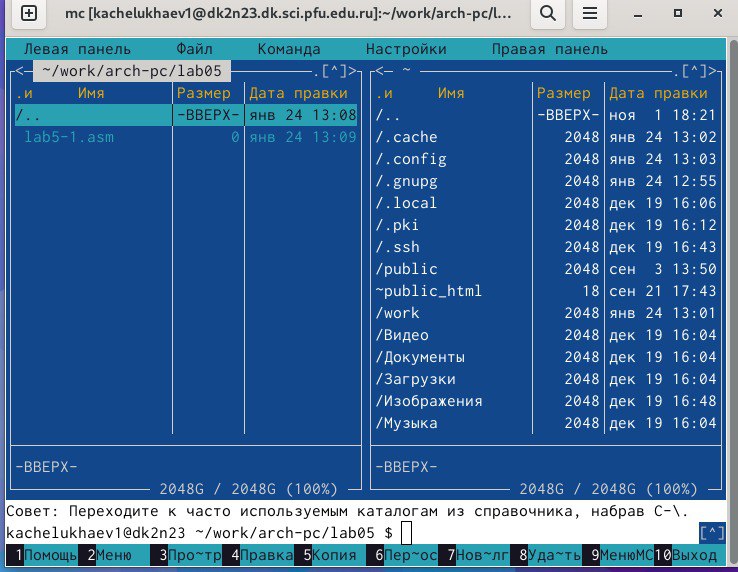 mc [kachelukhaev1@dk2n23.dk.sci.pfu.edu.ru]:~/work/arch-pc/l...
Левая панель Файл Команда Настройки Правая панель
<— ~/work/arch-pc/lab05 .[^]> <— ~ .[^]>
.и Имя Размер Дата правки .и Имя Размер Дата правки
/.. -ВВЕРХ- янв 24 13:08 /.. -ВВЕРХ- ноя 1 18:21
lab5-1.asm 0 янв 24 13:09 /.cache 2048 янв 24 13:02
/.config 2048 янв 24 13:03
/.gnupg 2048 янв 24 12:55
/.local 2048 дек 19 16:06
/.pki 2048 дек 19 16:12
/.ssh 2048 дек 19 16:43
/public 2048 сен 3 13:50
~public_html 18 сен 21 17:43
/work 2048 янв 24 13:01
/Видео 2048 дек 19 16:04
/Документы 2048 дек 19 16:04
/Загрузки 2048 дек 19 16:04
/Изображения 2048 дек 19 16:48
/Музыка 2048 дек 19 16:04
-ВВЕРХ- -ВВЕРХ-
2048G / 2048G (100%) 2048G / 2048G (100%)
Совет: Переходите к часто используемым каталогам из справочника, набрав C-\.
kachelukhaev1@dk2n23 ~/work/arch-pc/lab05 $ [^]
1Помощь 2Меню 3Про~тр 4Правка 5Копия 6Пер~ос 7Нов~лг 8Уда~ть 9МенюMC 10Выход